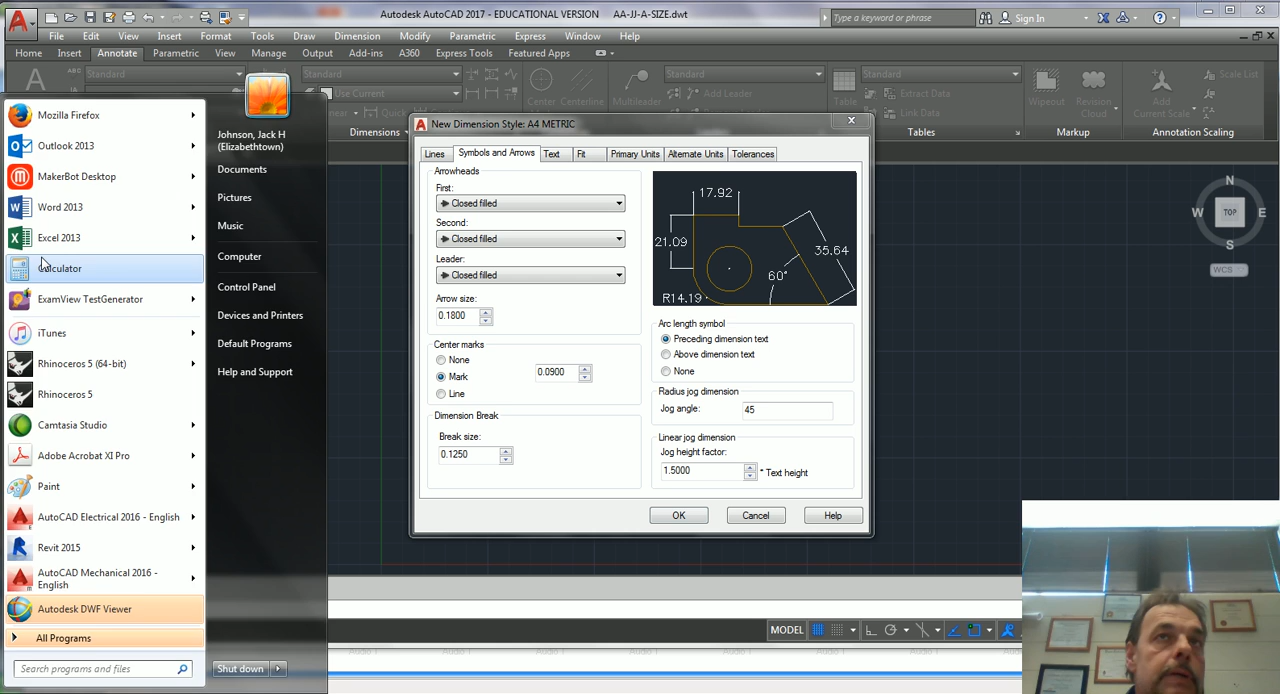 Autodesk AutoCAD 2017 - EDUCATIONAL VERSION AA-JJ-A-SIZE.dwt
Type a keyword or phrase
Sign In
File Edit View Insert Format Tools Draw Dimension Modify Parametric Express Window Help
Home Insert Annotate Parametric View Manage Output Add-ins A360 Express Tools Featured Apps
Standard
Standard
Standard
Standard
Use Current
Quick
Dimensions
Center
Centerline
Multileader
Add Leader
Table
Extract Data
Link Data
Tables
Wipeout
Revision
Cloud
Markup
Add
Current Scale
Scale List
Annotation Scaling
Mozilla Firefox
Outlook 2013
MakerBot Desktop
Word 2013
Excel 2013
Calculator
ExamView TestGenerator
iTunes
Rhinoceros 5 (64-bit)
Rhinoceros 5
Camtasia Studio
Adobe Acrobat XI Pro
Paint
AutoCAD Electrical 2016 - English
Revit 2015
AutoCAD Mechanical 2016 -
English
Autodesk DWF Viewer
All Programs
Search programs and files
Johnson, Jack H
(Elizabethtown)
Documents
Pictures
Music
Computer
Control Panel
Devices and Printers
Default Programs
Help and Support
Shut down
New Dimension Style: A4 METRIC
Lines Symbols and Arrows Text Fit Primary Units Alternate Units Tolerances
Arrowheads
First:
Closed filled
Second:
Closed filled
Leader:
Closed filled
Arrow size:
0.1800
Center marks
None
Mark
0.0900
Line
Dimension Break
Break size:
0.1250
17.92
21.09
35.64
60°
R14.19
Arc length symbol
Preceding dimension text
Above dimension text
None
Radius jog dimension
Jog angle: 45
Linear jog dimension
Jog height factor:
1.5000 * Text height
OK Cancel Help
N
W TOP E
S
WCS
MODEL